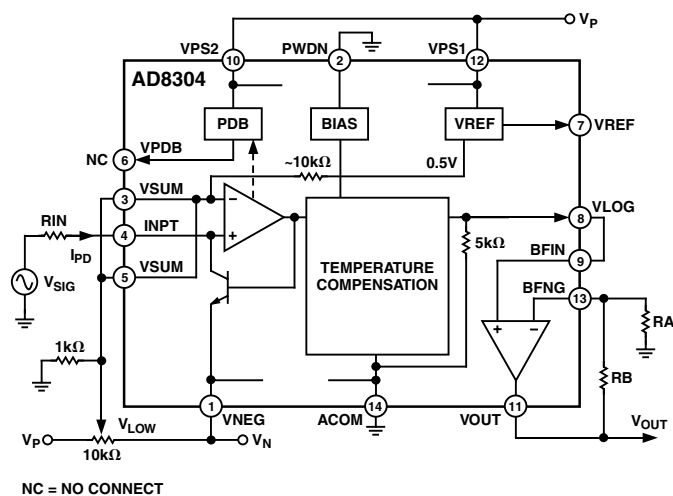 V_P
VPS2
PWDN
VPS1
10
2
12
AD8304
PDB
BIAS
VREF
7
VREF
NC
6
VPDB
~10kΩ
0.5V
3
VSUM
VLOG
RIN
4
INPT
8
I_PD
5kΩ
BFIN
V_SIG
5
VSUM
TEMPERATURE
COMPENSATION
9
BFNG
13
RA
1kΩ
RB
1
14
11
V_LOW
VNEG
ACOM
VOUT
V_OUT
V_P
10kΩ
V_N
NC = NO CONNECT